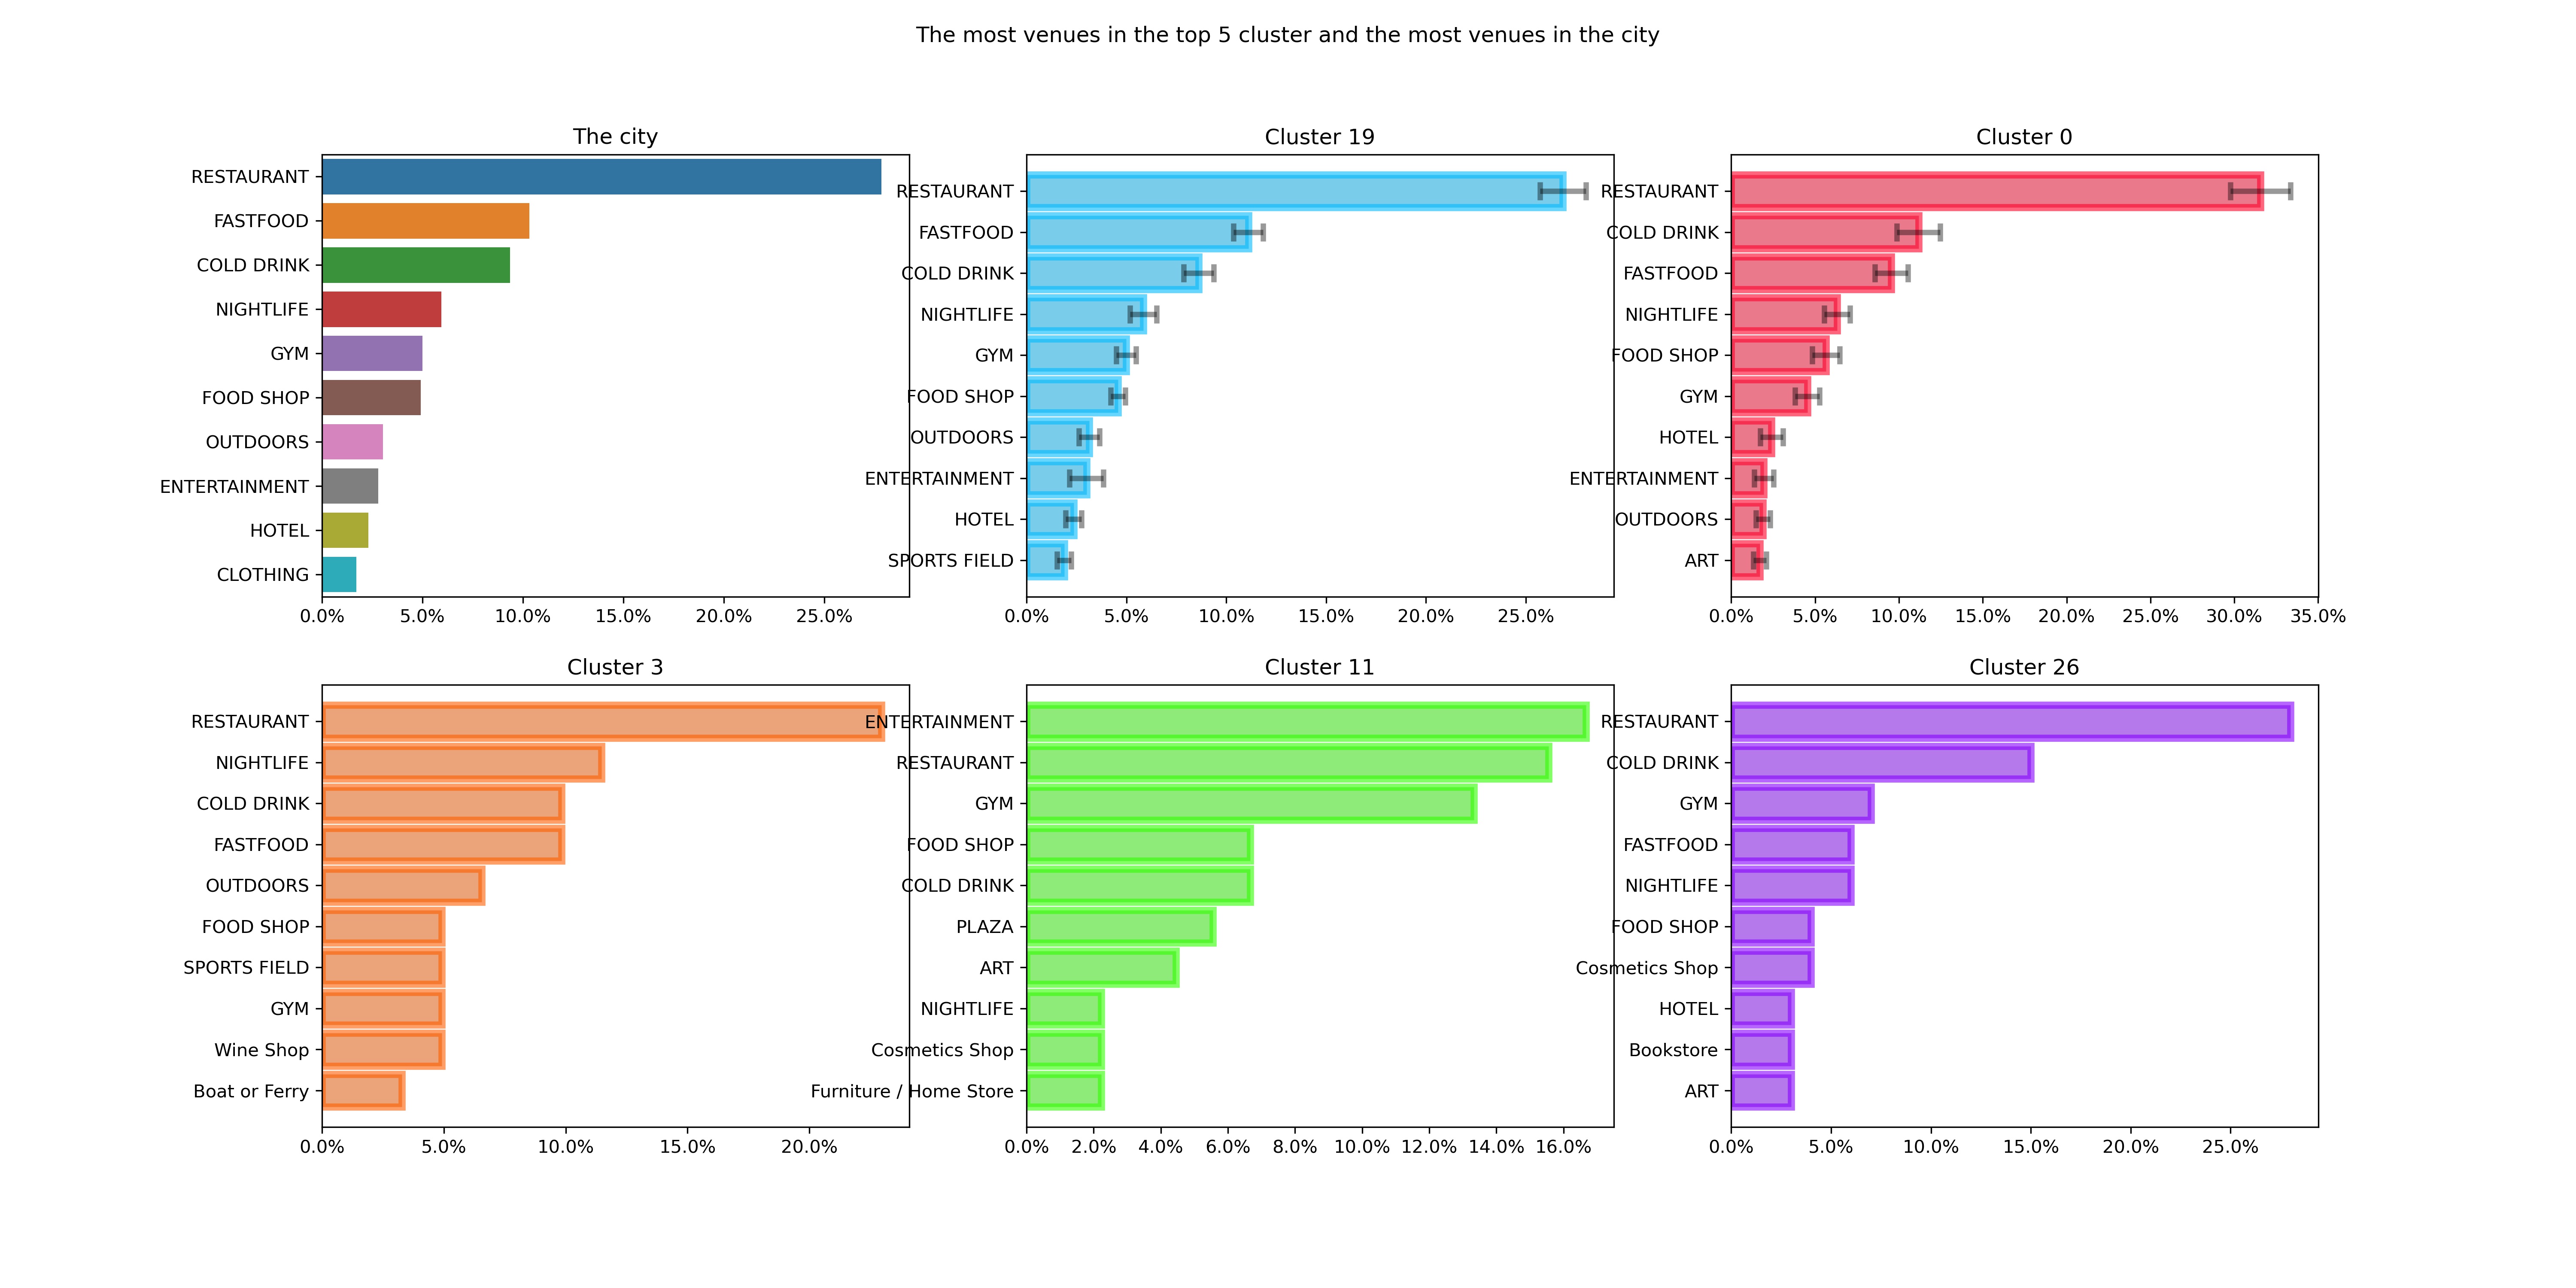 The most venues in the top 5 cluster and the most venues in the city
The city
RESTAURANT
FASTFOOD
COLD DRINK
NIGHTLIFE
GYM
FOOD SHOP
OUTDOORS
ENTERTAINMENT
HOTEL
CLOTHING
0.0% 5.0% 10.0% 15.0% 20.0% 25.0%
Cluster 19
RESTAURANT
FASTFOOD
COLD DRINK
NIGHTLIFE
GYM
FOOD SHOP
OUTDOORS
ENTERTAINMENT
HOTEL
SPORTS FIELD
0.0% 5.0% 10.0% 15.0% 20.0% 25.0%
Cluster 0
RESTAURANT
COLD DRINK
FASTFOOD
NIGHTLIFE
FOOD SHOP
GYM
HOTEL
ENTERTAINMENT
OUTDOORS
ART
0.0% 5.0% 10.0% 15.0% 20.0% 25.0% 30.0% 35.0%
Cluster 3
RESTAURANT
NIGHTLIFE
COLD DRINK
FASTFOOD
OUTDOORS
FOOD SHOP
SPORTS FIELD
GYM
Wine Shop
Boat or Ferry
0.0% 5.0% 10.0% 15.0% 20.0%
Cluster 11
ENTERTAINMENT
RESTAURANT
GYM
FOOD SHOP
COLD DRINK
PLAZA
ART
NIGHTLIFE
Cosmetics Shop
Furniture / Home Store
0.0% 2.0% 4.0% 6.0% 8.0% 10.0% 12.0% 14.0% 16.0%
Cluster 26
RESTAURANT
COLD DRINK
GYM
FASTFOOD
NIGHTLIFE
FOOD SHOP
Cosmetics Shop
HOTEL
Bookstore
ART
0.0% 5.0% 10.0% 15.0% 20.0% 25.0%